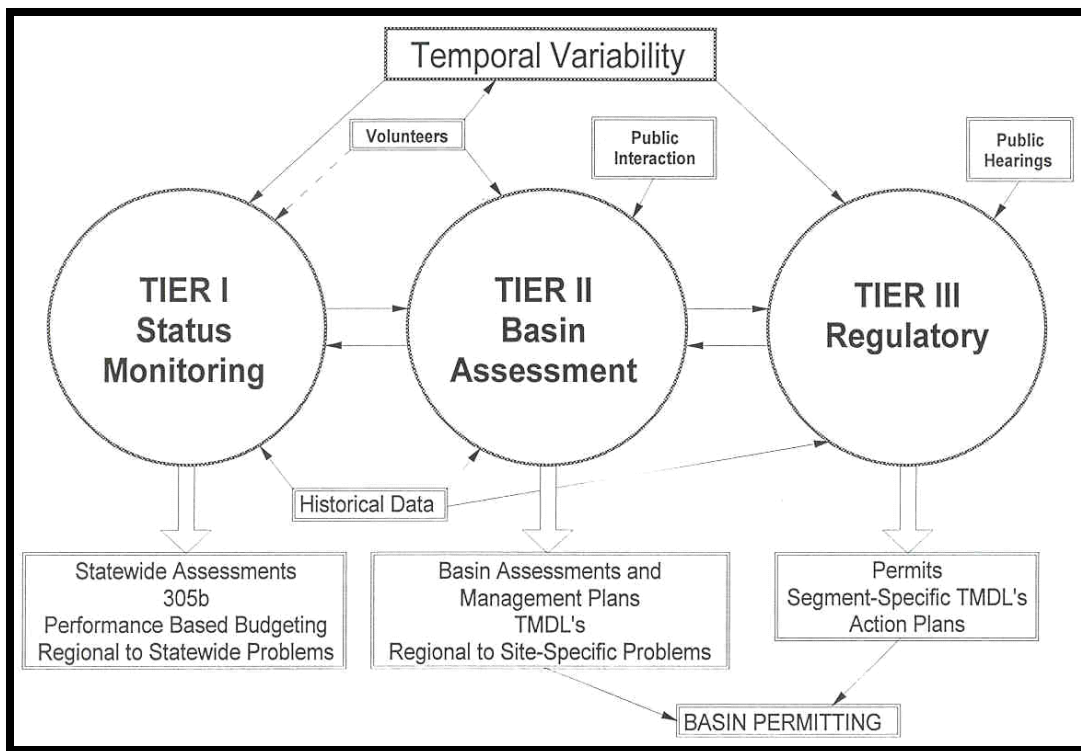 Temporal Variability
Volunteers
Public
Interaction
Public
Hearings
TIER I
Status
Monitoring
TIER II
Basin
Assessment
TIER III
Regulatory
Historical Data
Statewide Assessments
305b
Performance Based Budgeting
Regional to Statewide Problems
Basin Assessments and
Management Plans
TMDL's
Regional to Site-Specific Problems
Permits
Segment-Specific TMDL's
Action Plans
BASIN PERMITTING